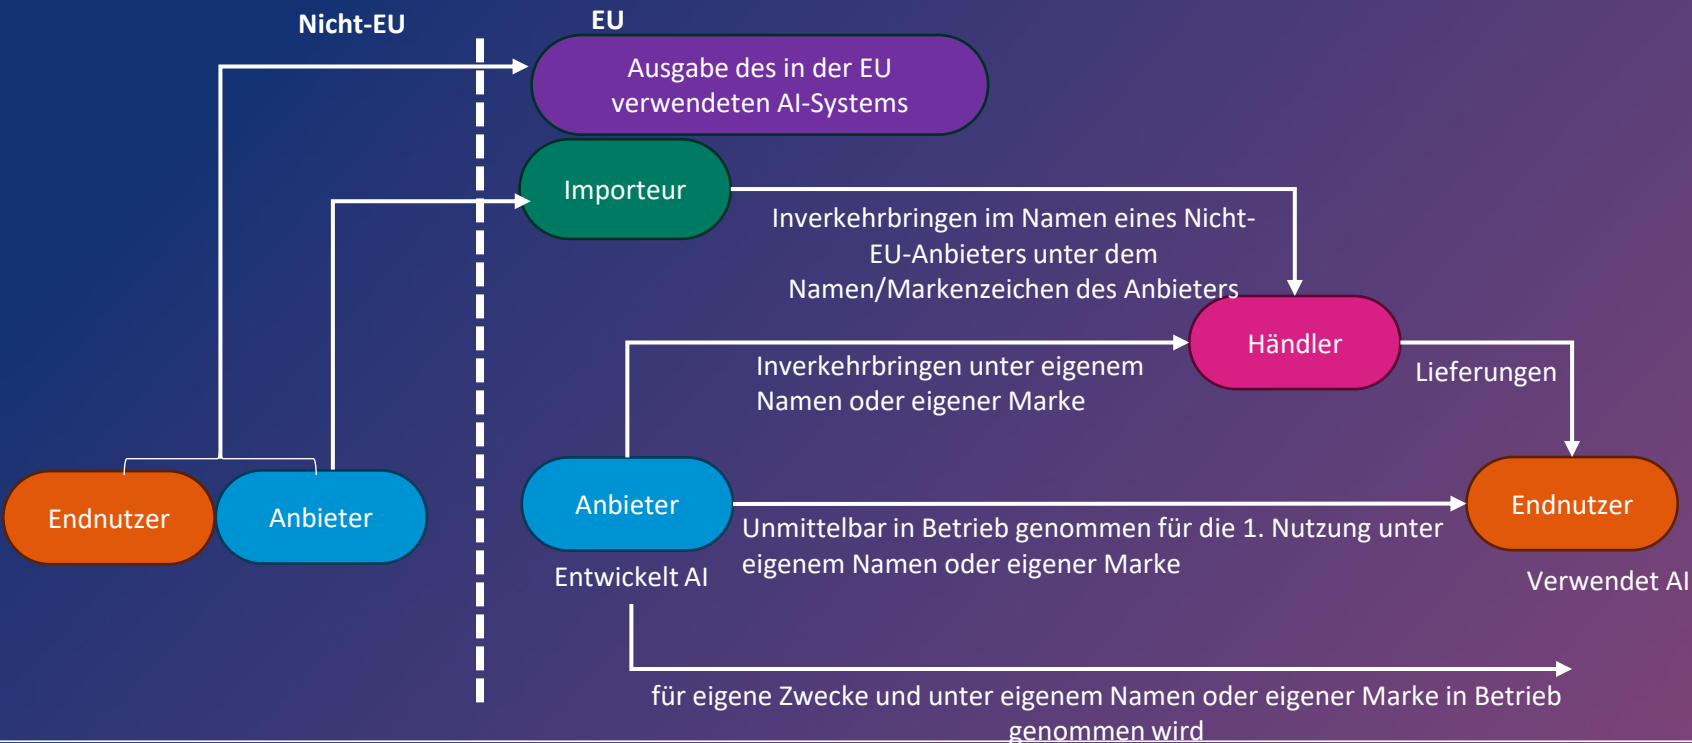 Nicht-EU
EU
Ausgabe des in der EU
verwendeten AI-Systems
Importeur
Inverkehrbringen im Namen eines Nicht-
EU-Anbieters unter dem
Namen/Markenzeichen des Anbieters
Händler
Inverkehrbringen unter eigenem
Namen oder eigener Marke
Lieferungen
Endnutzer
Anbieter
Anbieter
Entwickelt AI
Unmittelbar in Betrieb genommen für die 1. Nutzung unter
eigenem Namen oder eigener Marke
Endnutzer
Verwendet AI
für eigene Zwecke und unter eigenem Namen oder eigener Marke in Betrieb
genommen wird